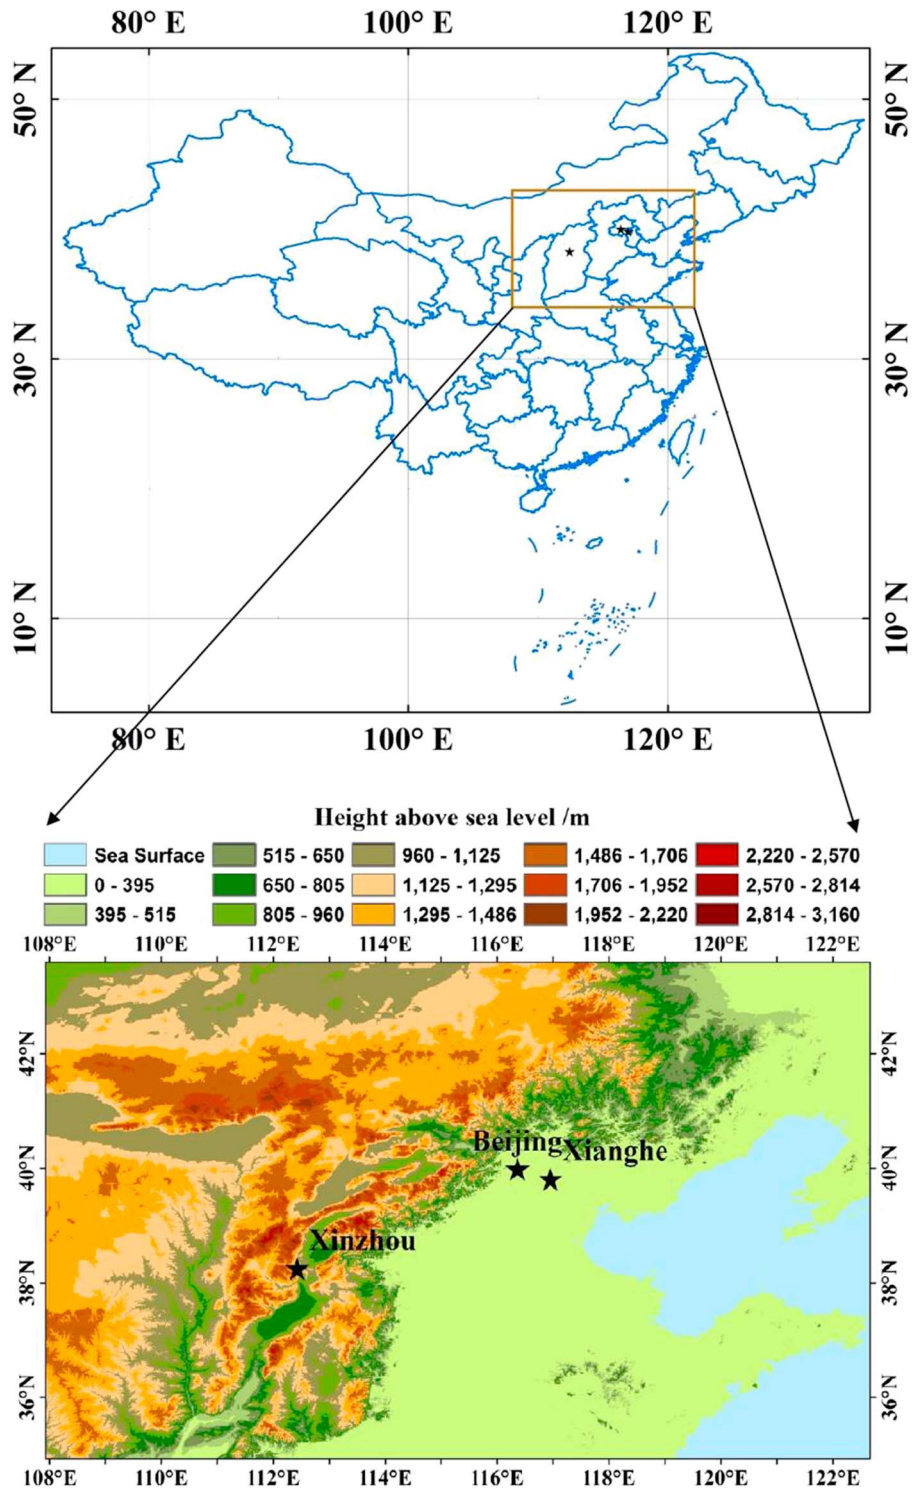 80° E 100° E 120° E
50° N 50° N
30° N 30° N
10° N 10° N
80° E 100° E 120° E
Height above sea level /m
Sea Surface 515 - 650 960 - 1,125 1,486 - 1,706 2,220 - 2,570
0 - 395 650 - 805 1,125 - 1,295 1,706 - 1,952 2,570 - 2,814
395 - 515 805 - 960 1,295 - 1,486 1,952 - 2,220 2,814 - 3,160
108°E 110°E 112°E 114°E 116°E 118°E 120°E 122°E
42°N 42°N
Beijing Xianghe
40°N 40°N
Xinzhou
38°N 38°N
36°N 36°N
108°E 110°E 112°E 114°E 116°E 118°E 120°E 122°E